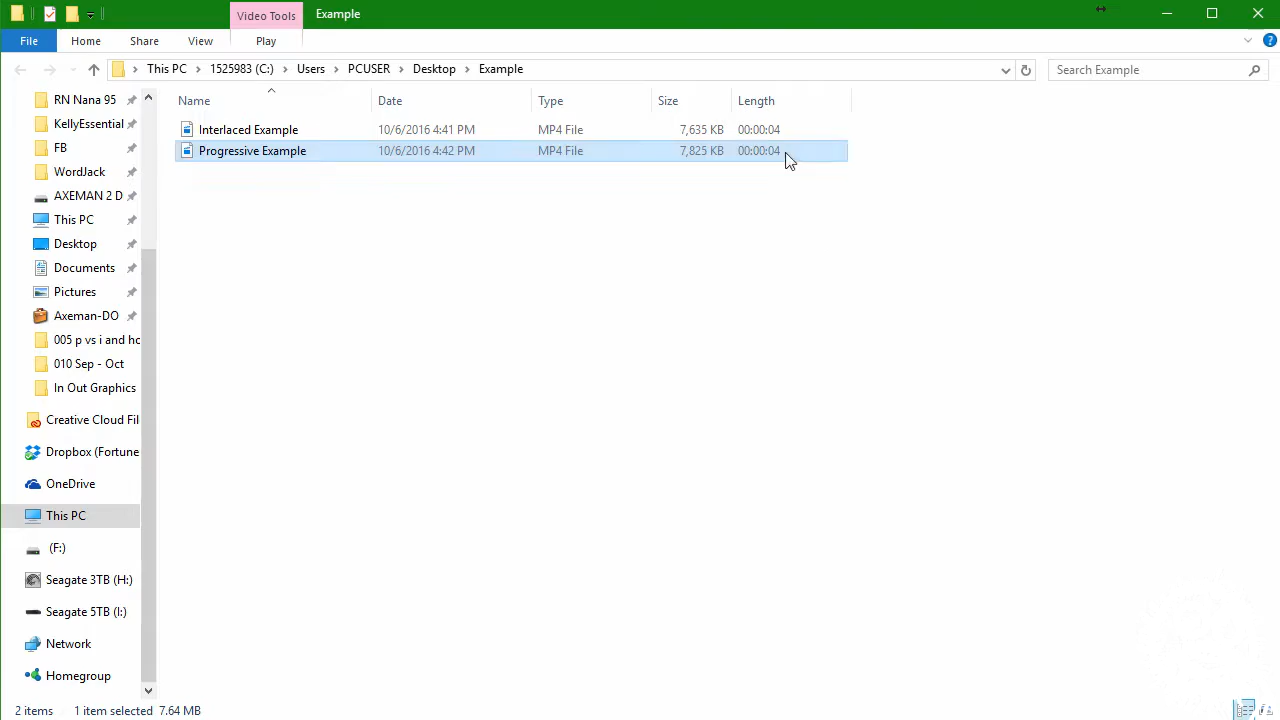 Video Tools Example
File Home Share View Play
This PC 1525983 (C:) Users PCUSER Desktop Example Search Example
Name Date Type Size Length
Interlaced Example 10/6/2016 4:41 PM MP4 File 7,635 KB 00:00:04
Progressive Example 10/6/2016 4:42 PM MP4 File 7,825 KB 00:00:04
RN Nana 95
KellyEssential
FB
WordJack
AXEMAN 2 D
This PC
Desktop
Documents
Pictures
Axeman-DO
005 p vs i and ho
010 Sep - Oct
In Out Graphics
Creative Cloud Fil
Dropbox (Fortune
OneDrive
This PC
(F:)
Seagate 3TB (H:)
Seagate 5TB (I:)
Network
Homegroup
2 items 1 item selected 7.64 MB